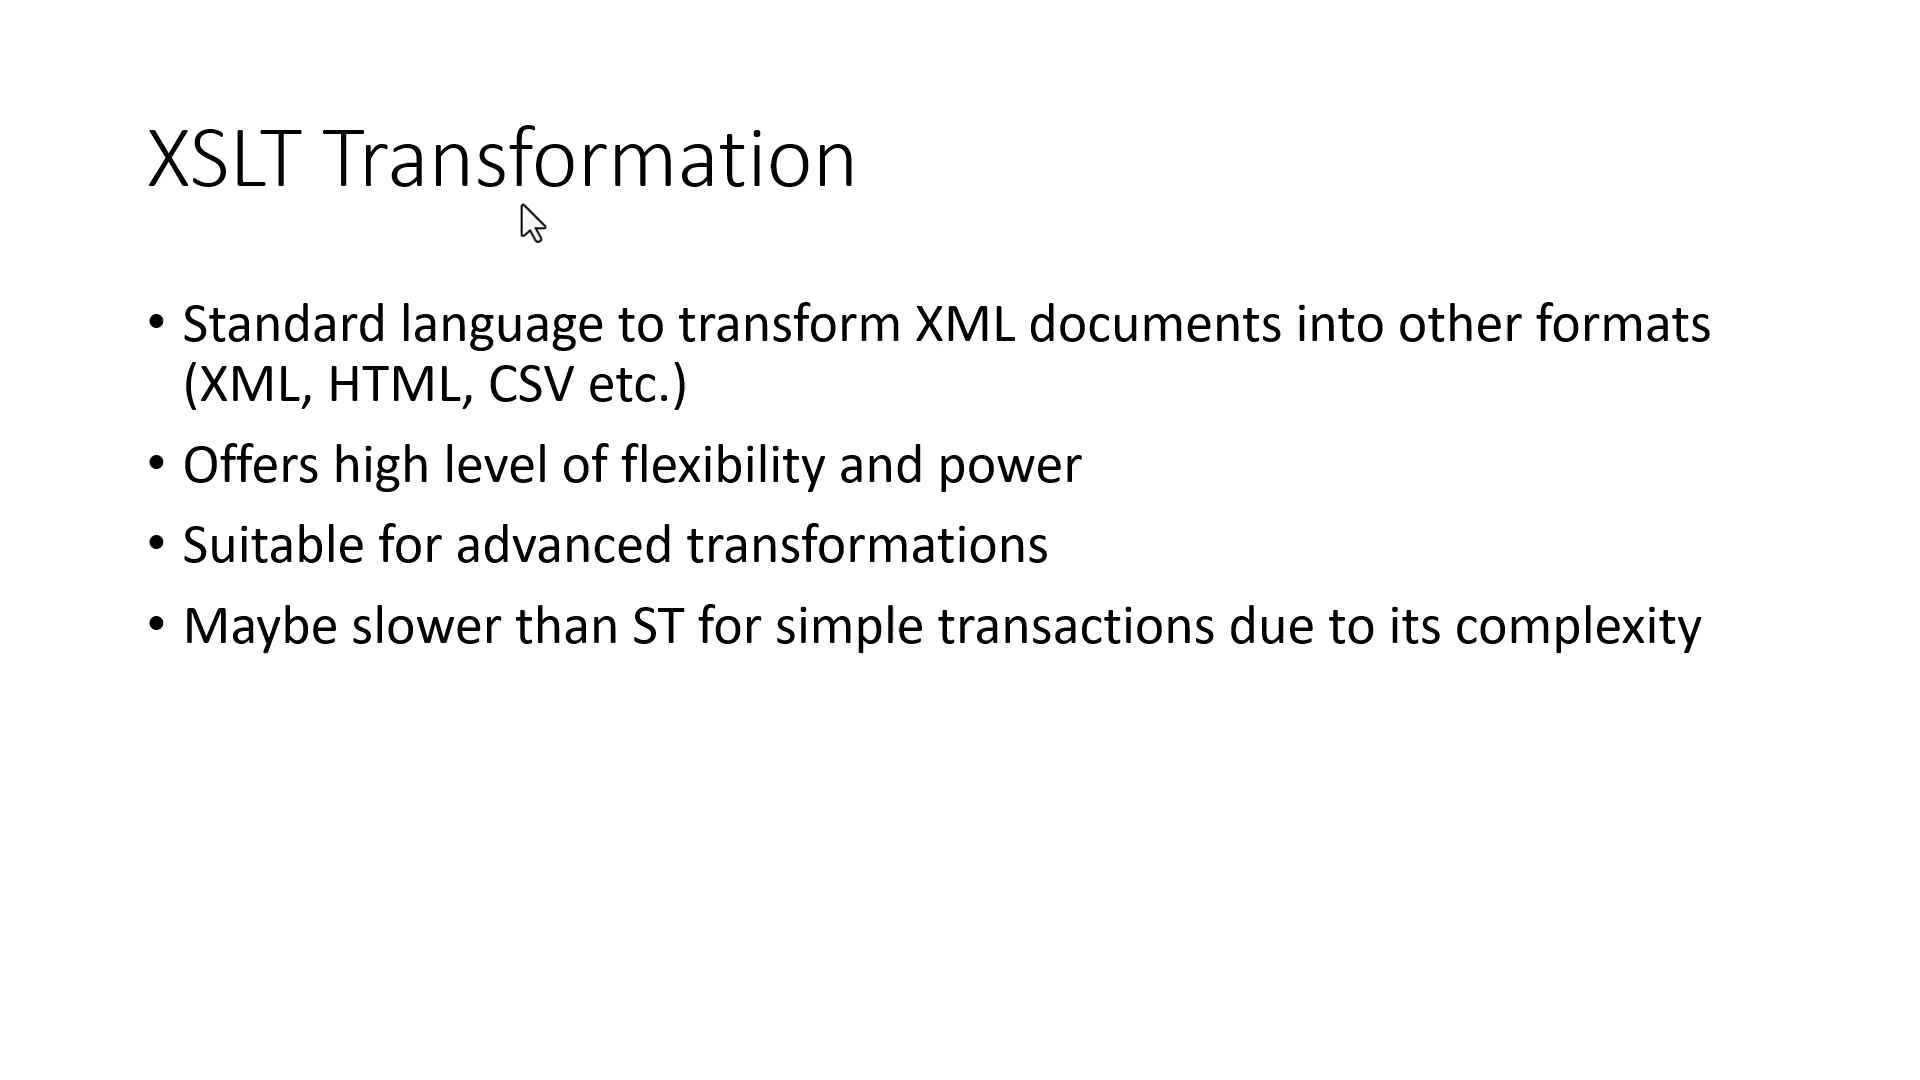 XSLT Transformation
• Standard language to transform XML documents into other formats
(XML, HTML, CSV etc.)
• Offers high level of flexibility and power
• Suitable for advanced transformations
• Maybe slower than ST for simple transactions due to its complexity